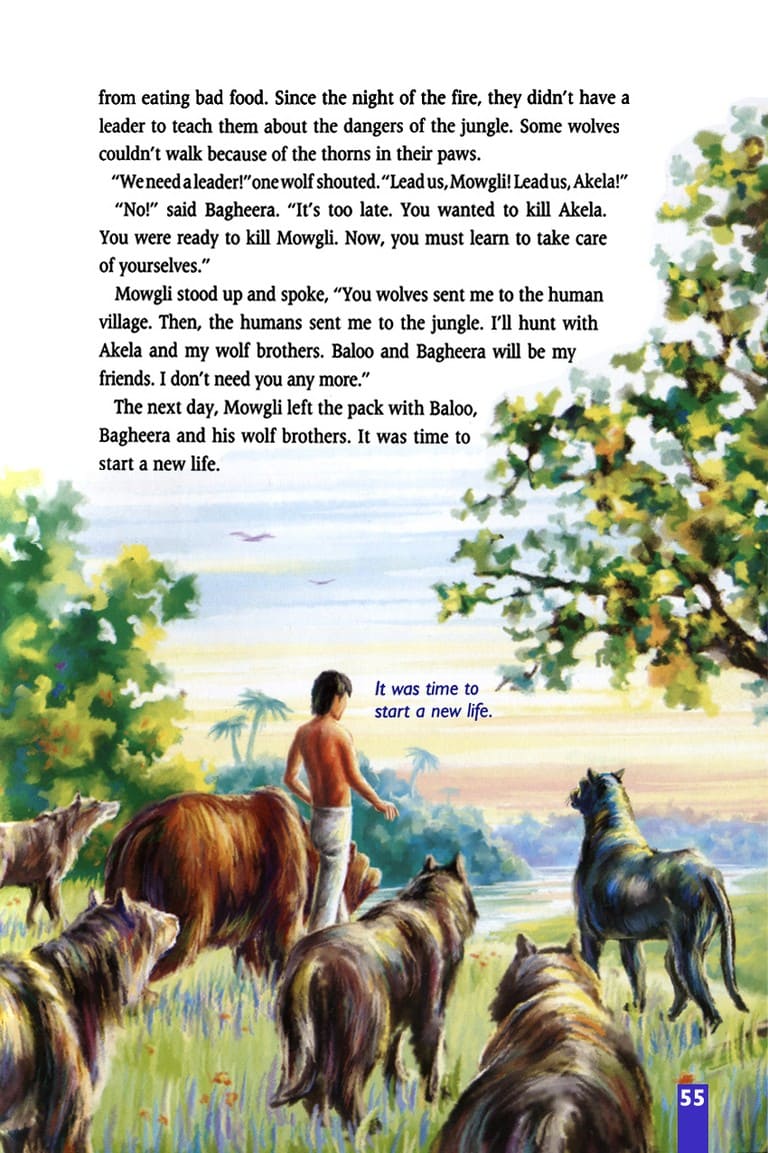 from eating bad food. Since the night of the fire, they didn't have a
leader to teach them about the dangers of the jungle. Some wolves
couldn't walk because of the thorns in their paws.
“We need a leader!” one wolf shouted. “Lead us, Mowgli! Lead us, Akela!”
“No!” said Bagheera. “It's too late. You wanted to kill Akela.
You were ready to kill Mowgli. Now, you must learn to take care
of yourselves.”
Mowgli stood up and spoke, “You wolves sent me to the human
village. Then, the humans sent me to the jungle. I'll hunt with
Akela and my wolf brothers. Baloo and Bagheera will be my
friends. I don't need you any more.”
The next day, Mowgli left the pack with Baloo,
Bagheera and his wolf brothers. It was time to
start a new life.
It was time to
start a new life.
55